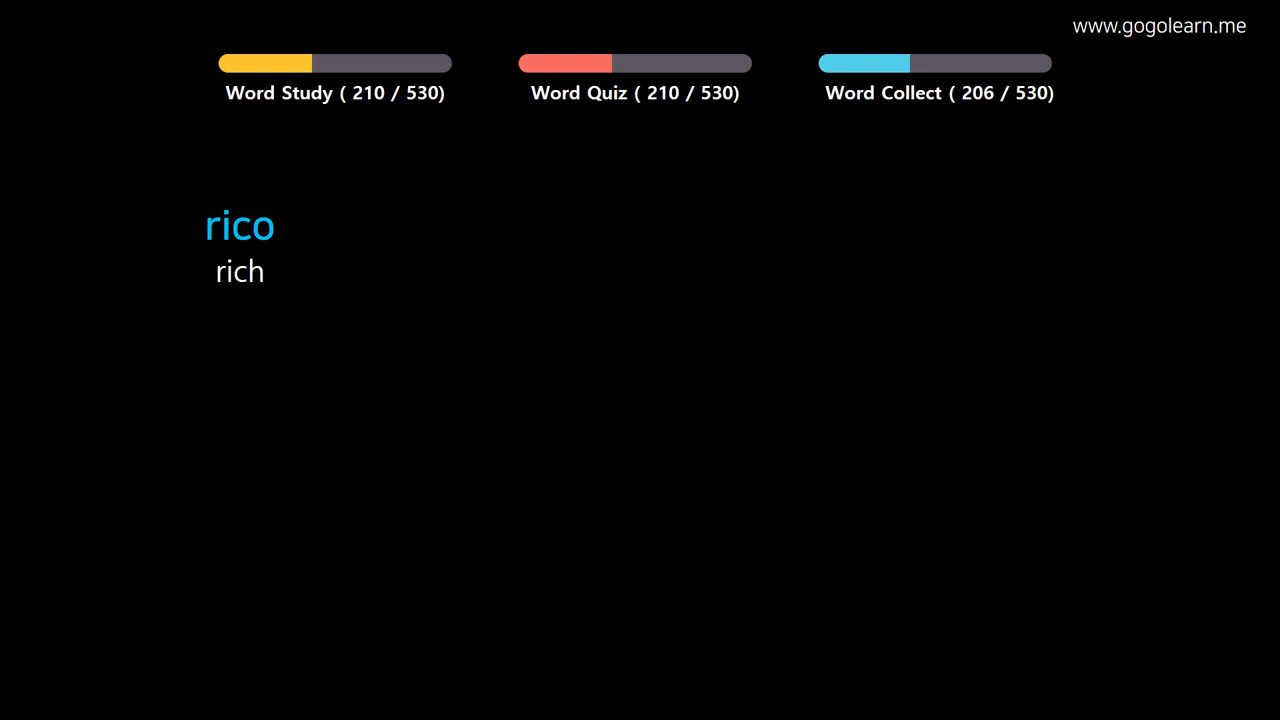 www.gogolearn.me
Word Study ( 210 / 530)
Word Quiz ( 210 / 530)
Word Collect ( 206 / 530)
rico
rich